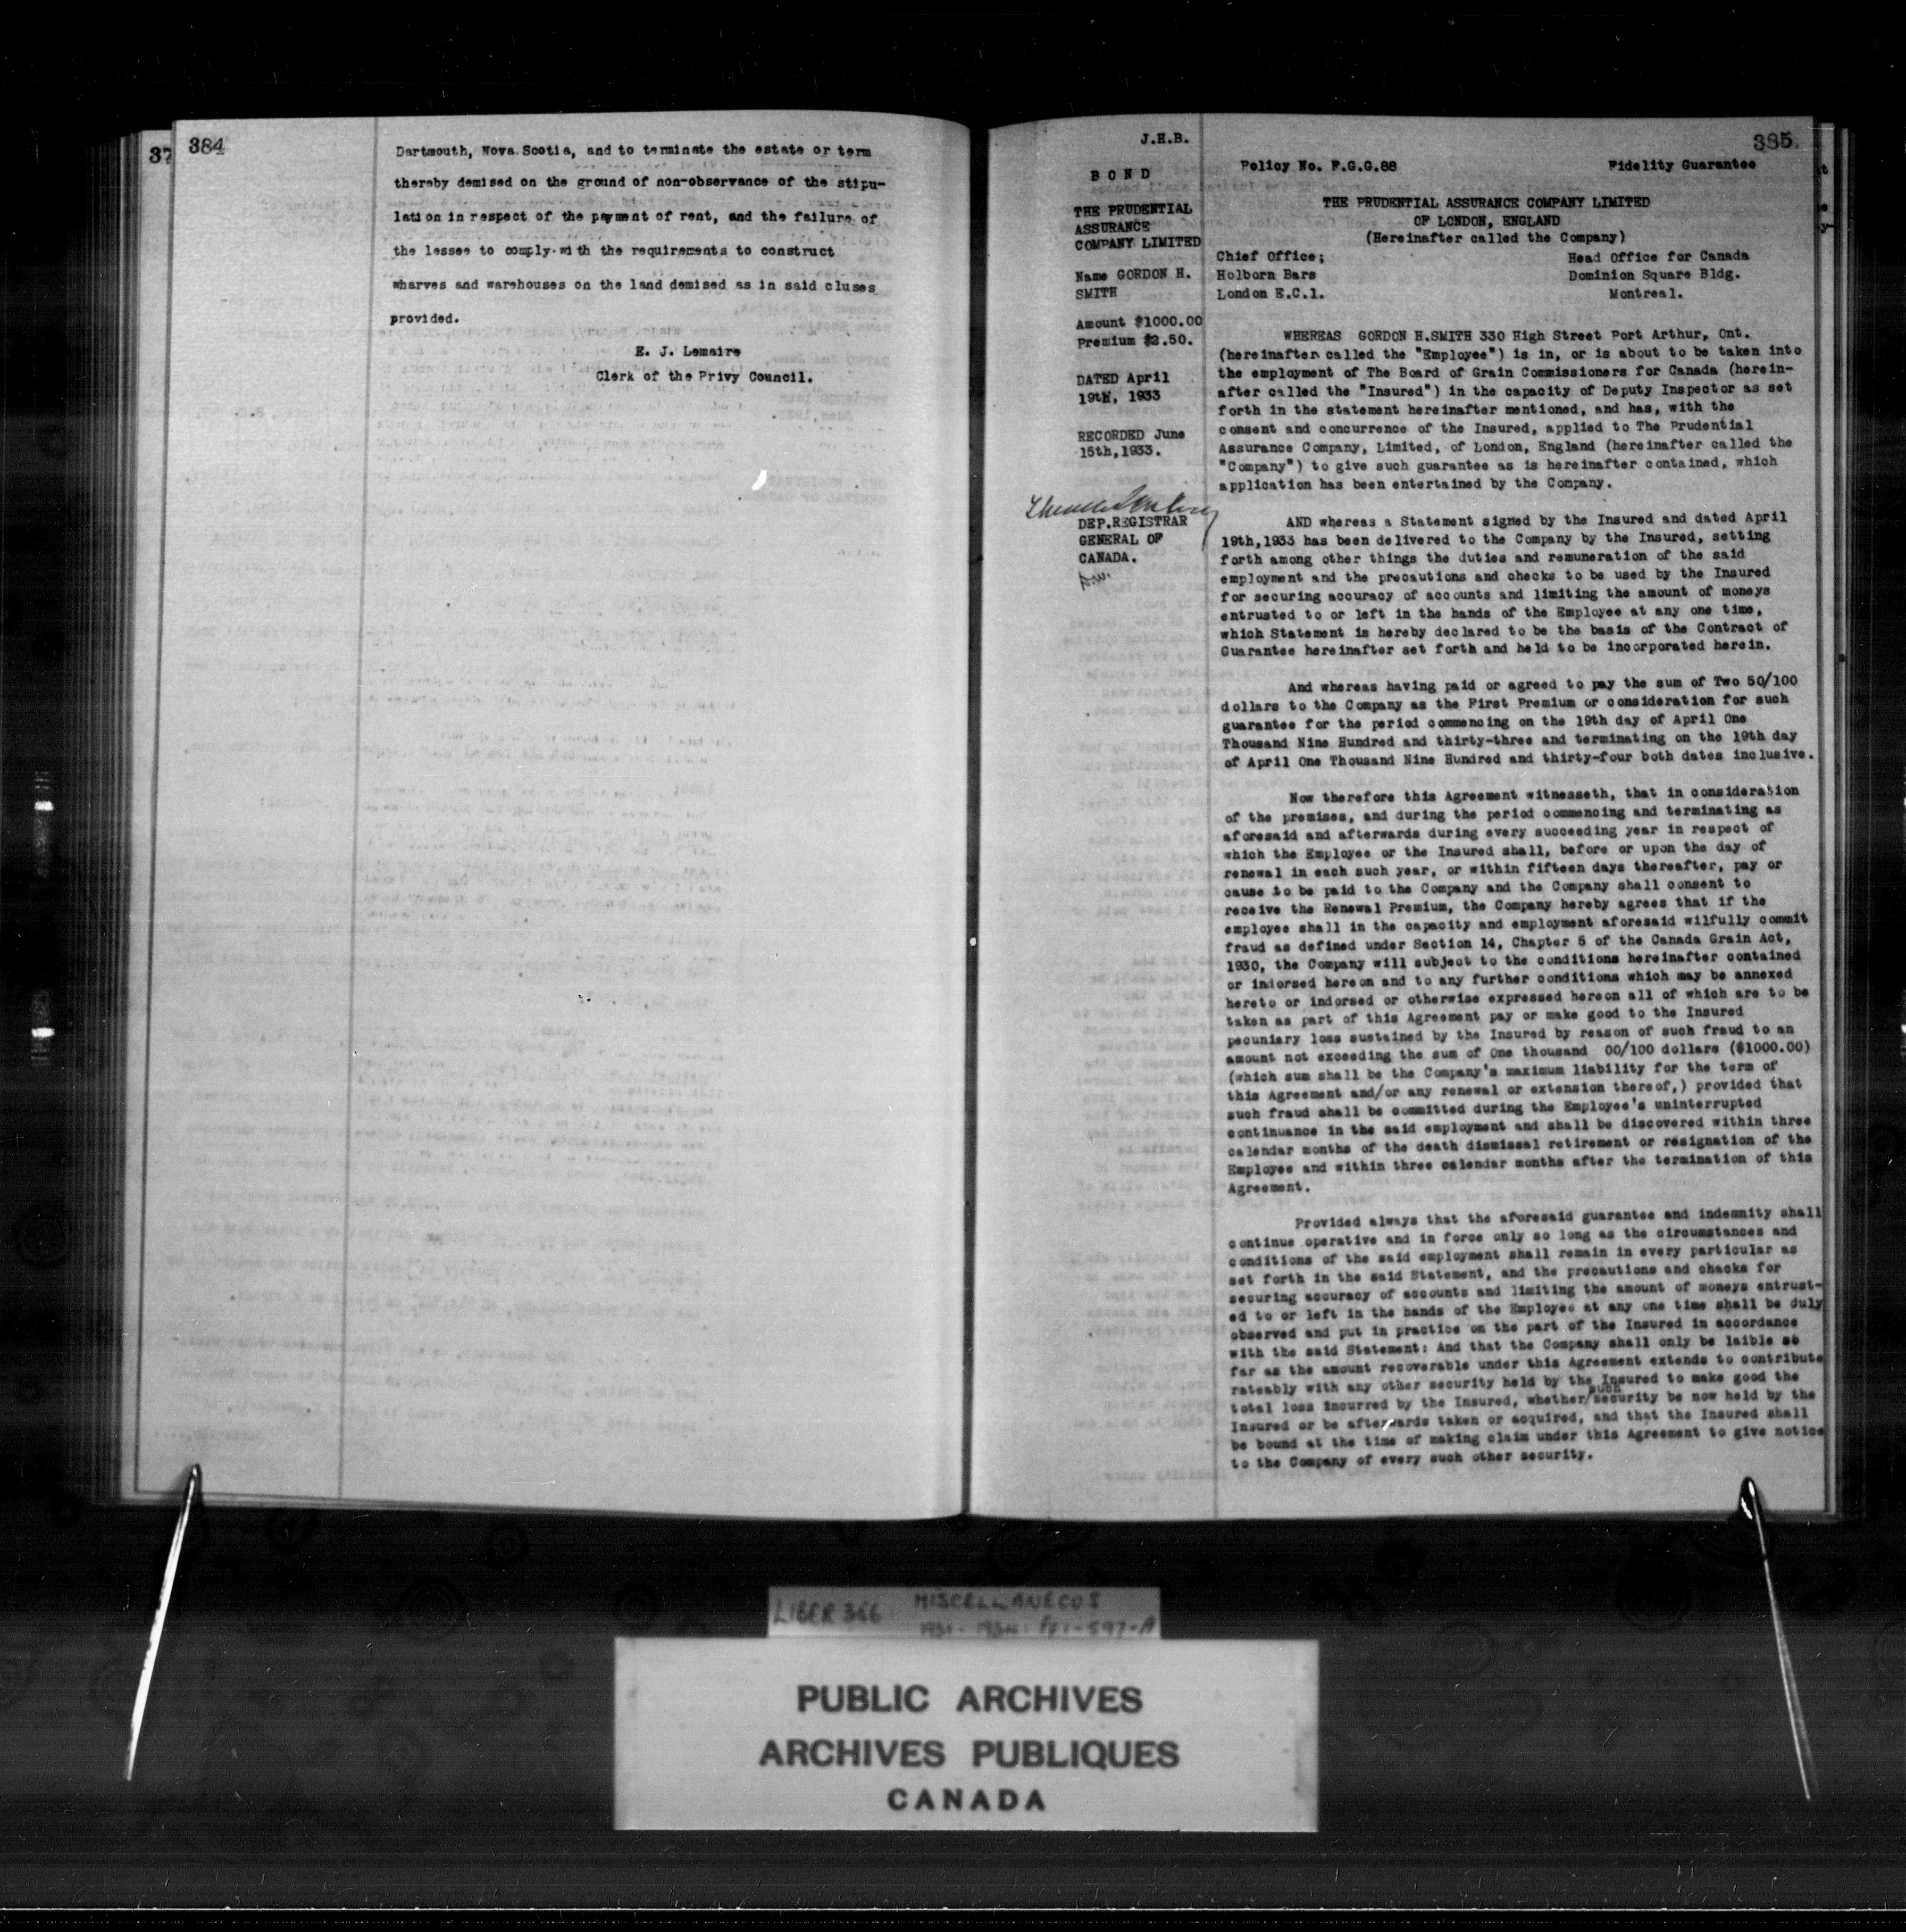 37
384
Dartmouth, Nova Scotia, and to terminate the estate or term
thereby demised on the ground of non-observance of the stipu-
lation in respect of the payment of rent, and the failure of
the lessee to comply with the requirements to construct
wharves and warehouses on the land demised as in said cluses
provided.
E. J. Lemaire
Clerk of the Privy Council.
385
J.H.B.
BOND
THE PRUDENTIAL
ASSURANCE
COMPANY LIMITED
Name GORDON H.
SMITH
Amount $1000.00
Premium $2.50.
DATED April
19th, 1933
RECORDED June
15th,1933.
DEP.REGISTRAR
GENERAL OF
CANADA.
Policy No. F.G.G.88 Fidelity Guarantee
THE PRUDENTIAL ASSURANCE COMPANY LIMITED
OF LONDON, ENGLAND
(Hereinafter called the Company)
Chief Office; Head Office for Canada
Holborn Bars Dominion Square Bldg.
London E.C.1. Montreal.
WHEREAS GORDON H.SMITH 330 High Street Port Arthur, Ont.
(hereinafter called the "Employee") is in, or is about to be taken into
the employment of The Board of Grain Commissioners for Canada (herein-
after called the "Insured") in the capacity of Deputy Inspector as set
forth in the statement hereinafter mentioned, and has, with the
consent and concurrence of the Insured, applied to The Prudential
Assurance Company, Limited, of London, England (hereinafter called the
"Company") to give such guarantee as is hereinafter contained, which
application has been entertained by the Company.
AND whereas a Statement signed by the Insured and dated April
19th,1933 has been delivered to the Company by the Insured, setting
forth among other things the duties and remuneration of the said
employment and the precautions and checks to be used by the Insured
for securing accuracy of accounts and limiting the amount of moneys
entrusted to or left in the hands of the Employee at any one time,
which Statement is hereby declared to be the basis of the Contract of
Guarantee hereinafter set forth and held to be incorporated herein.
And whereas having paid or agreed to pay the sum of Two 50/100
dollars to the Company as the First Premium or consideration for such
guarantee for the period commencing on the 19th day of April One
Thousand Nine Hundred and thirty-three and terminating on the 19th day
of April One Thousand Nine Hundred and thirty-four both dates inclusive.
Now therefore this Agreement witnesseth, that in consideration
of the premises, and during the period commencing and terminating as
aforesaid and afterwards during every succeeding year in respect of
which the Employee or the Insured shall, before or upon the day of
renewal in each such year, or within fifteen days thereafter, pay or
cause to be paid to the Company and the Company shall consent to
receive the Renewal Premium, the Company hereby agrees that if the
employee shall in the capacity and employment aforesaid wilfully commit
fraud as defined under Section 14, Chapter 5 of the Canada Grain Act,
1930, the Company will subject to the conditions hereinafter contained
or indorsed hereon and to any further conditions which may be annexed
hereto or indorsed or otherwise expressed hereon all of which are to be
taken as part of this Agreement pay or make good to the Insured
pecuniary loss sustained by the Insured by reason of such fraud to an
amount not exceeding the sum of One thousand 00/100 dollars ($1000.00)
(which sum shall be the Company's maximum liability for the term of
this Agreement and/or any renewal or extension thereof,) provided that
such fraud shall be committed during the Employee's uninterrupted
continuance in the said employment and shall be discovered within three
calendar months of the death dismissal retirement or resignation of the
Employee and within three calendar months after the termination of this
Agreement.
Provided always that the aforesaid guarantee and indemnity shall
continue operative and in force only so long as the circumstances and
conditions of the said employment shall remain in every particular as
set forth in the said Statement, and the precautions and chacks for
securing accuracy of accounts and limiting the amount of moneys entrust-
ed to or left in the hands of the Employee at any one time shall be duly
observed and put in practice on the part of the Insured in accordance
with the said Statement: And that the Company shall only be laible so
far as the amount recoverable under this Agreement extends to contribute
rateably with any other security held by the Insured to make good the
total loss incurred by the Insured, whether/such security be now held by the
Insured or be afterwards taken or acquired, and that the Insured shall
be bound at the time of making claim under this Agreement to give notice
to the Company of every such other security.
LIBER 356 MISCELLANEOUS
1931-1934
PUBLIC ARCHIVES
ARCHIVES PUBLIQUES
CANADA